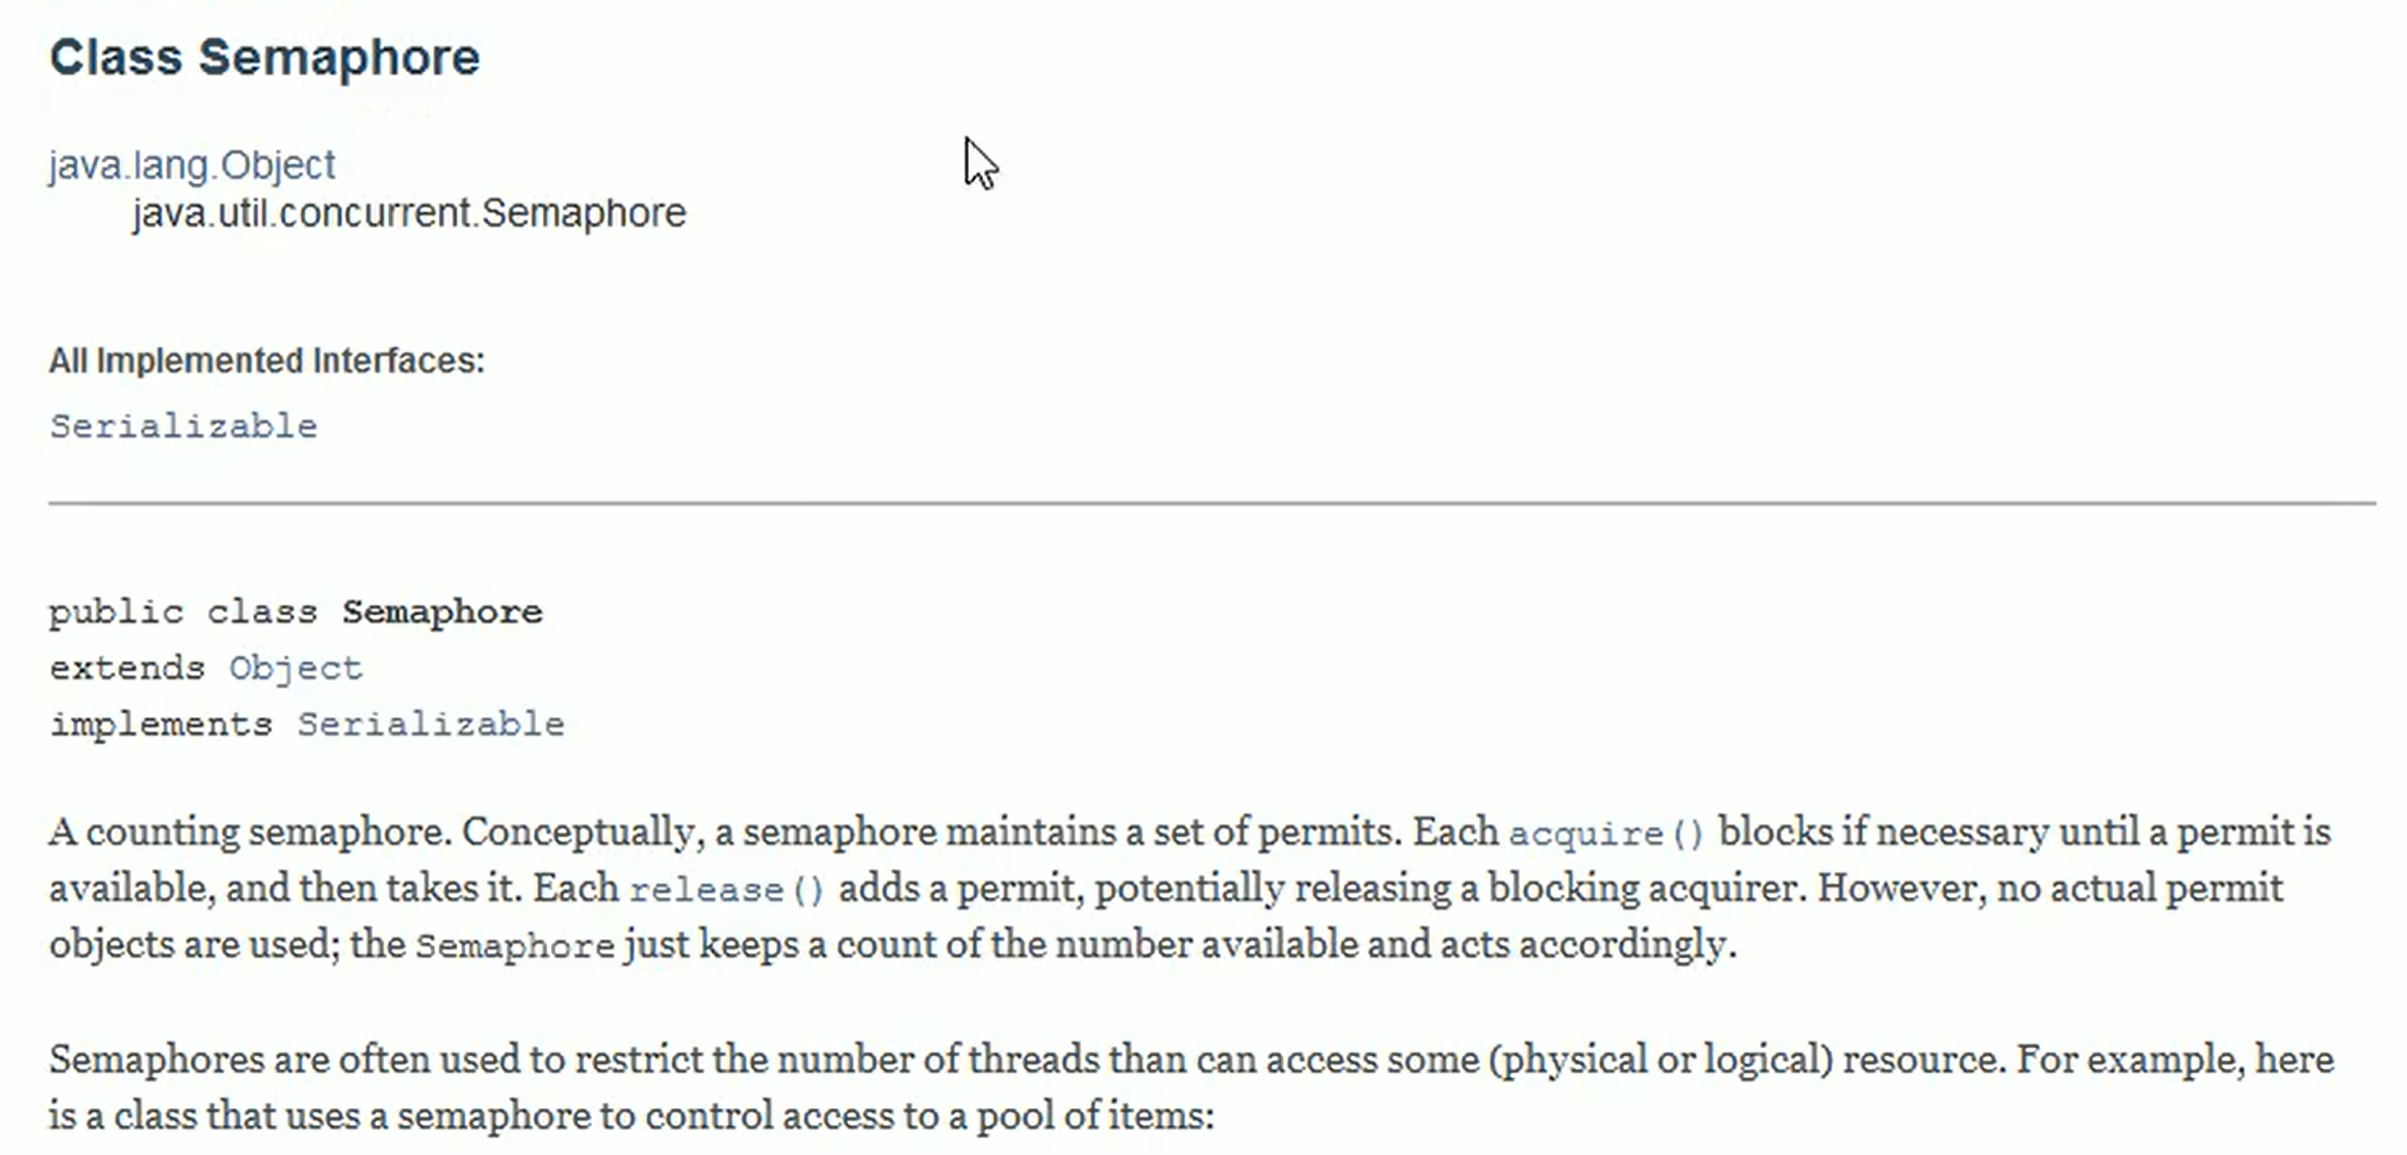 Class Semaphore
java.lang.Object
java.util.concurrent.Semaphore
All Implemented Interfaces:
Serializable
public class Semaphore
extends Object
implements Serializable
A counting semaphore. Conceptually, a semaphore maintains a set of permits. Each acquire() blocks if necessary until a permit is
available, and then takes it. Each release() adds a permit, potentially releasing a blocking acquirer. However, no actual permit
objects are used; the Semaphore just keeps a count of the number available and acts accordingly.
Semaphores are often used to restrict the number of threads than can access some (physical or logical) resource. For example, here
is a class that uses a semaphore to control access to a pool of items: